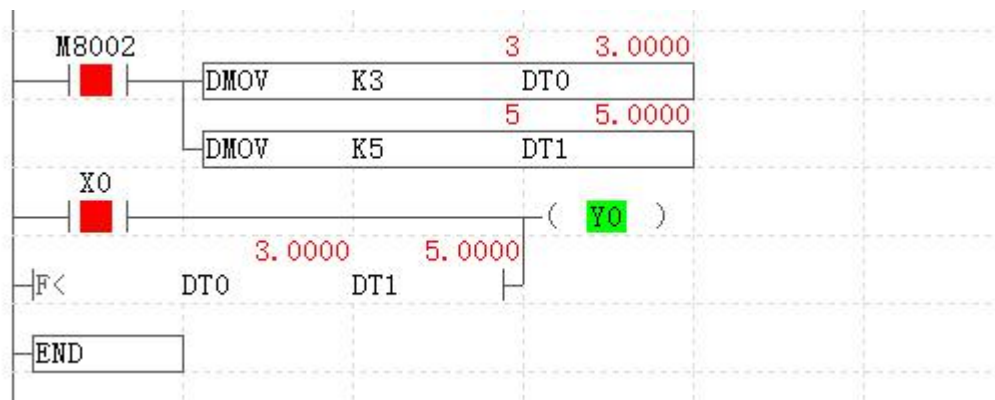 M8002 3 3.0000
DMOV K3 DT0
5 5.0000
DMOV K5 DT1
X0
( Y0 )
3.0000 5.0000
F< DT0 DT1
END